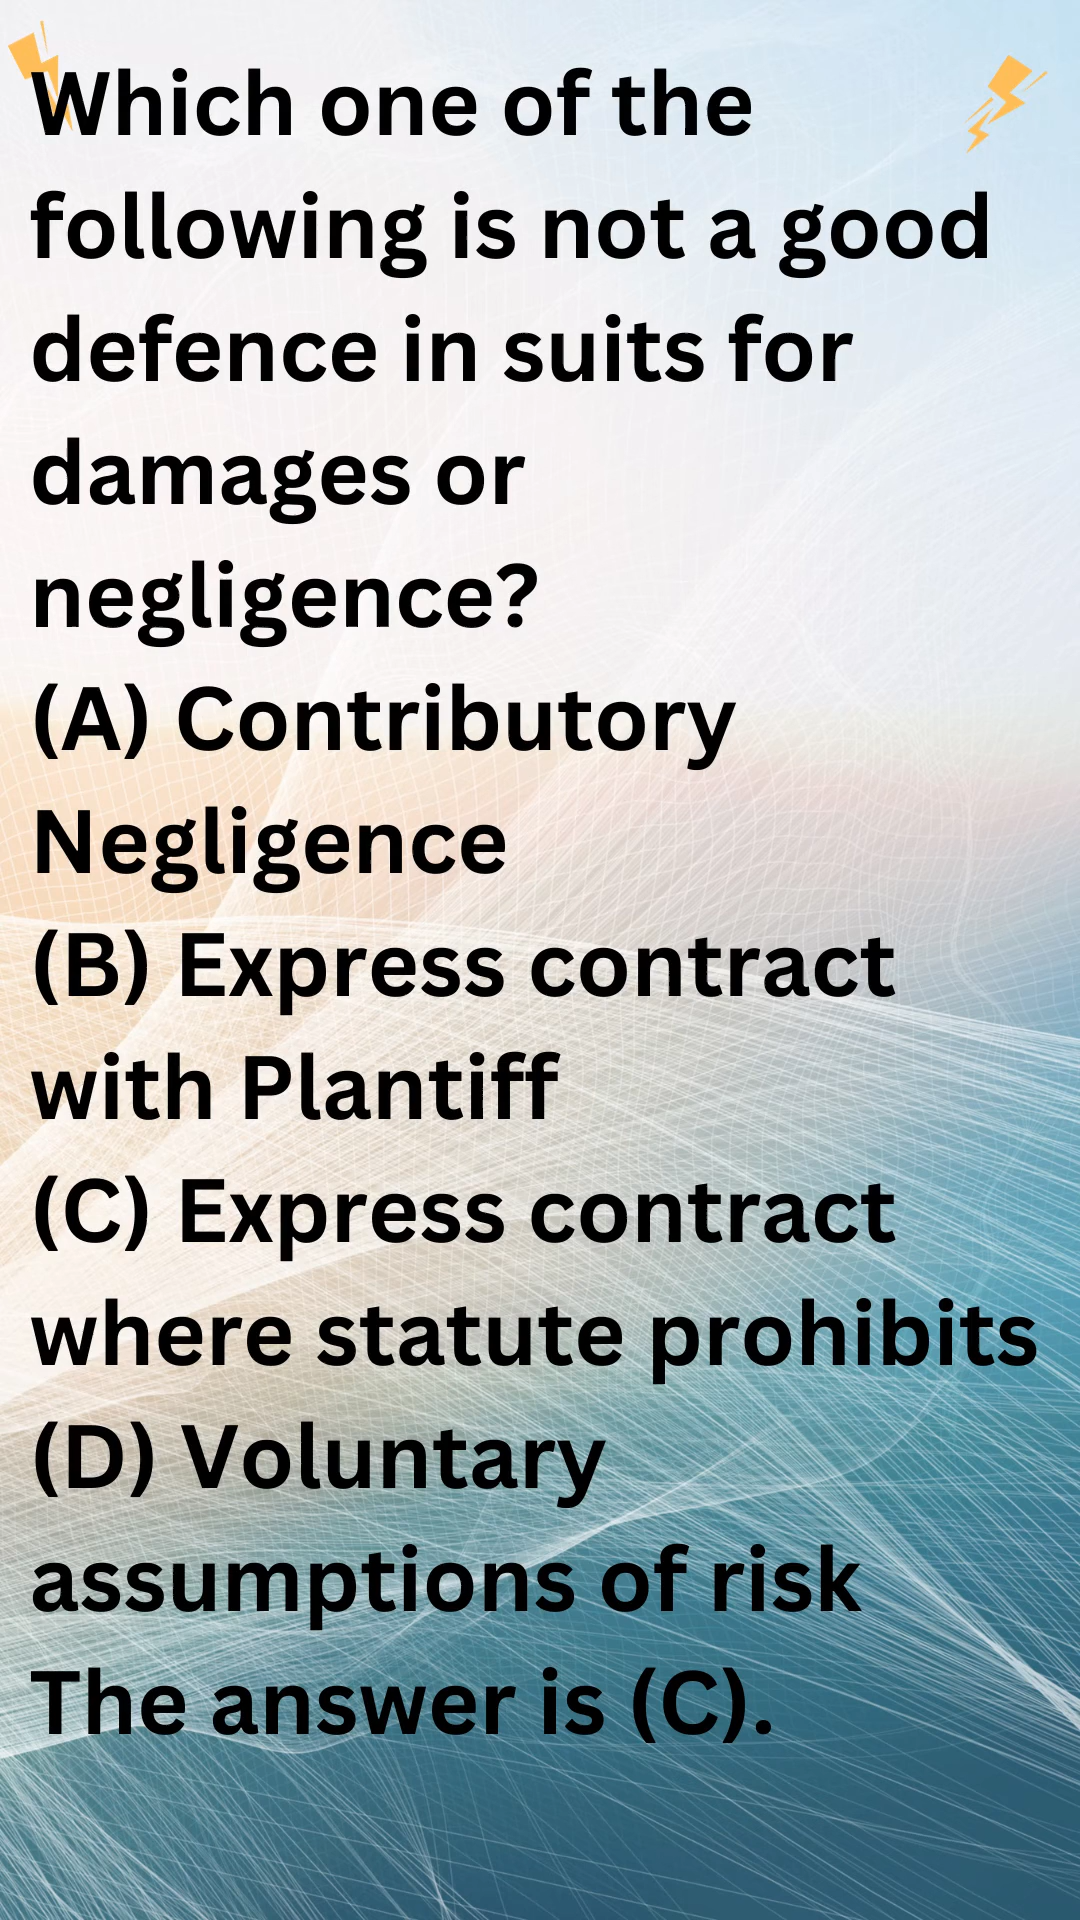 Which one of the
following is not a good
defence in suits for
damages or
negligence?
(A) Contributory
Negligence
(B) Express contract
with Plantiff
(C) Express contract
where statute prohibits
(D) Voluntary
assumptions of risk
The answer is (C).